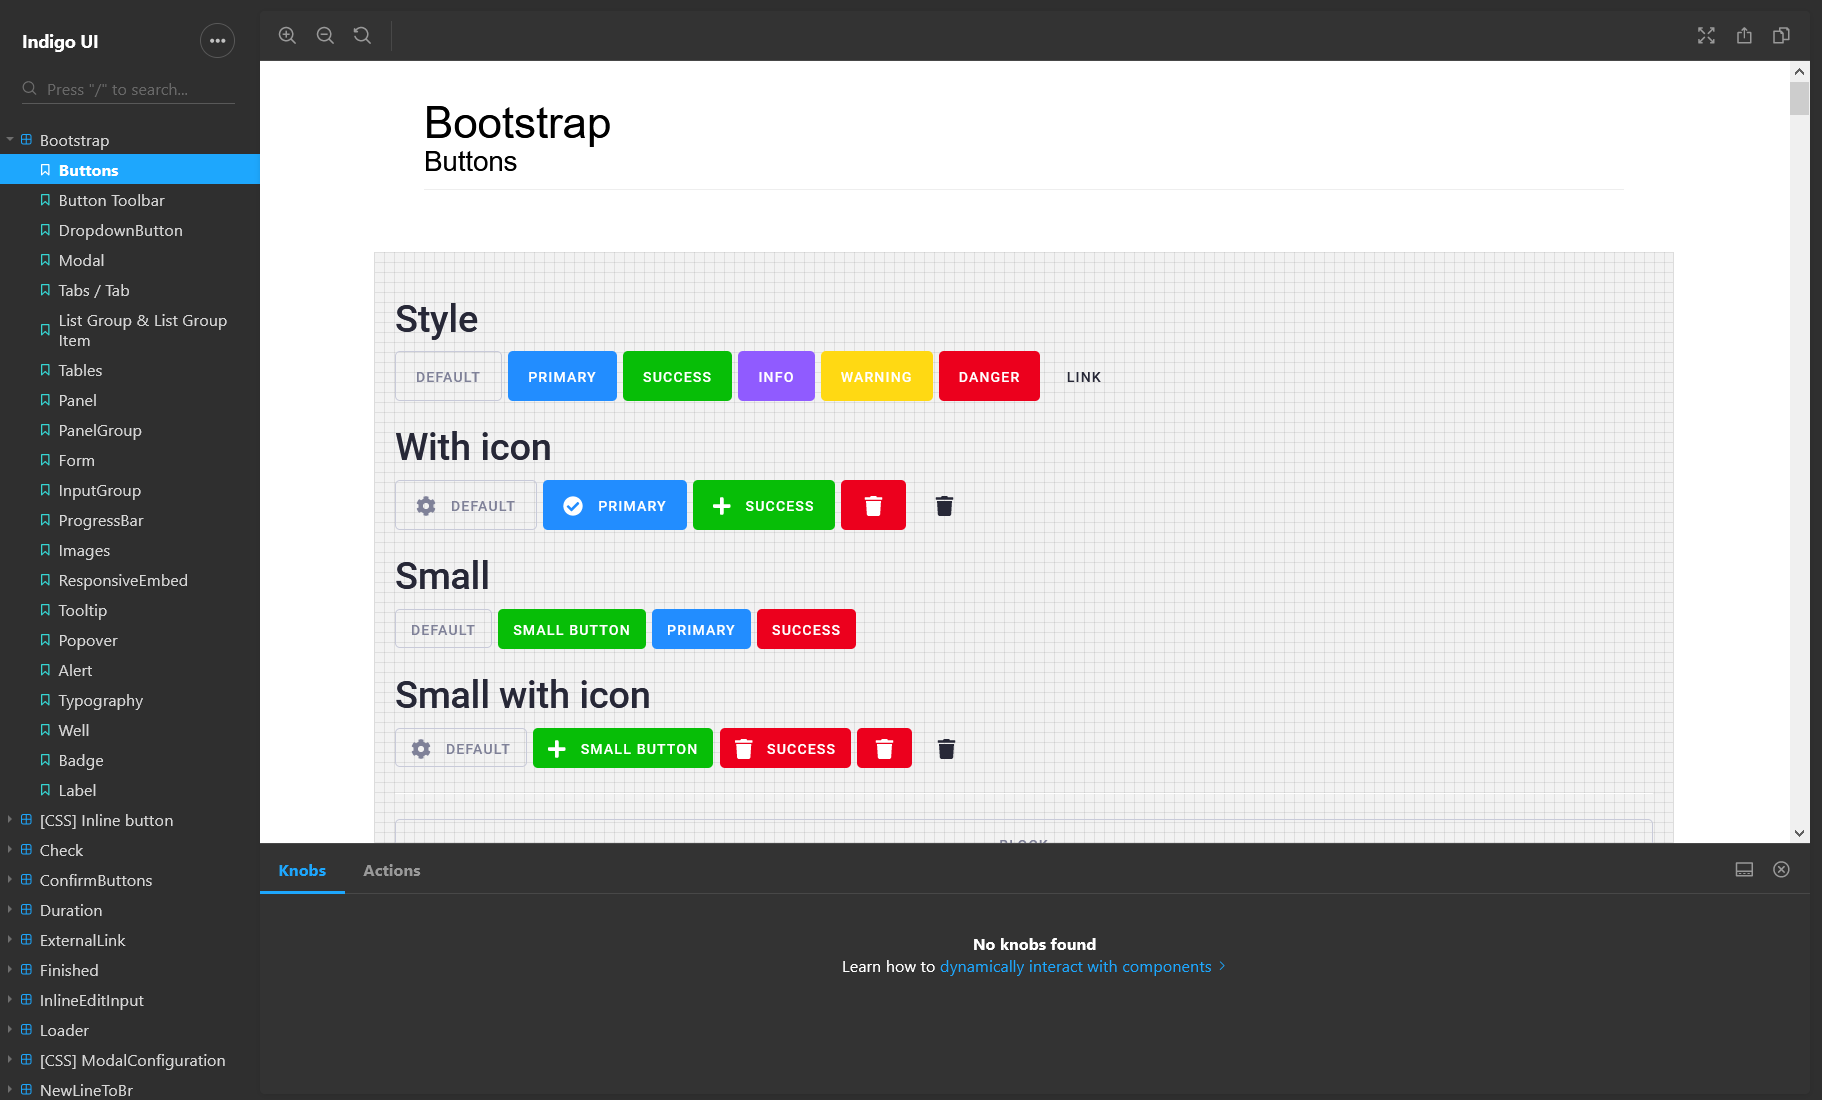 Indigo UI
Press "/" to search...
Bootstrap
Buttons
Button Toolbar
DropdownButton
Modal
Tabs / Tab
List Group & List Group
Item
Tables
Panel
PanelGroup
Form
InputGroup
ProgressBar
Images
ResponsiveEmbed
Tooltip
Popover
Alert
Typography
Well
Badge
Label
[CSS] Inline button
Check
ConfirmButtons
Duration
ExternalLink
Finished
InlineEditInput
Loader
[CSS] ModalConfiguration
NewLineToBr
Bootstrap
Buttons
Style
DEFAULT PRIMARY SUCCESS INFO WARNING DANGER LINK
With icon
DEFAULT PRIMARY SUCCESS
Small
DEFAULT SMALL BUTTON PRIMARY SUCCESS
Small with icon
DEFAULT SMALL BUTTON SUCCESS
BLOCK
Knobs Actions
No knobs found
Learn how to dynamically interact with components